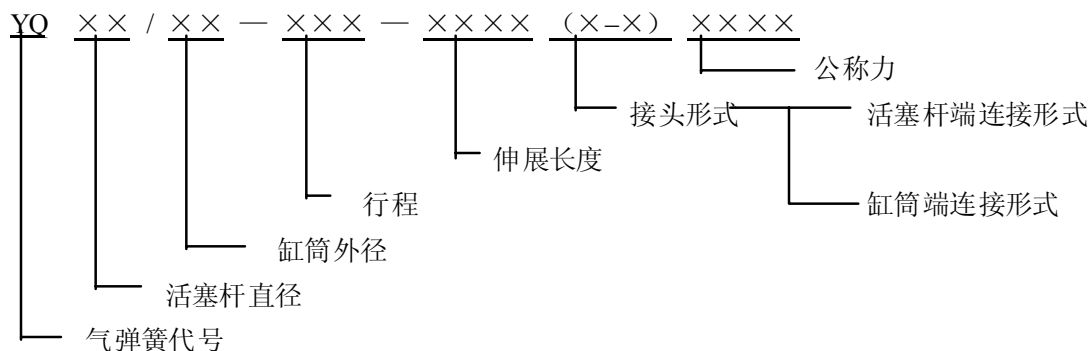 YQ ×× / ×× — ××× — ×××× （×–×） ××××
公称力
接头形式 活塞杆端连接形式
伸展长度
行程 缸筒端连接形式
缸筒外径
活塞杆直径
气弹簧代号